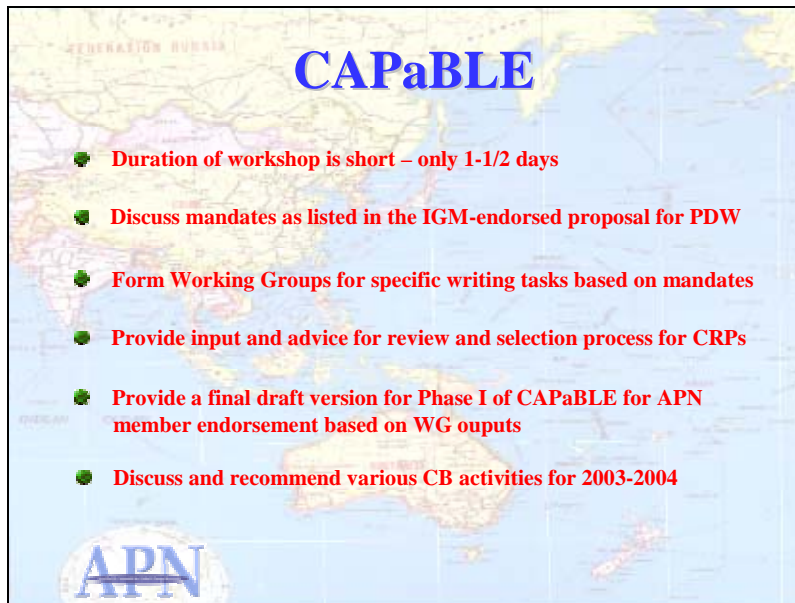 FEDERATION RUSSIA
CAPaBLE
Duration of workshop is short – only 1-1/2 days
Discuss mandates as listed in the IGM-endorsed proposal for PDW
Form Working Groups for specific writing tasks based on mandates
Provide input and advice for review and selection process for CRPs
Provide a final draft version for Phase I of CAPaBLE for APN
member endorsement based on WG ouputs
Discuss and recommend various CB activities for 2003-2004
APN